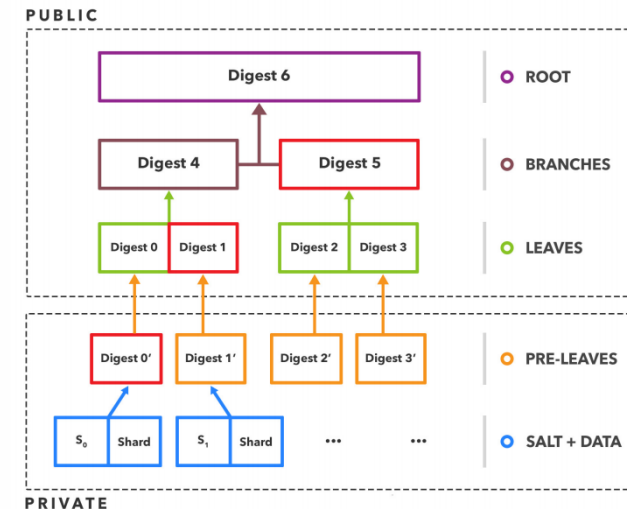 PUBLIC
Digest 6
ROOT
Digest 4
Digest 5
BRANCHES
Digest 0
Digest 1
Digest 2
Digest 3
LEAVES
Digest 0′
Digest 1′
Digest 2′
Digest 3′
PRE-LEAVES
S₀
Shard
S₁
Shard
...
...
SALT + DATA
PRIVATE